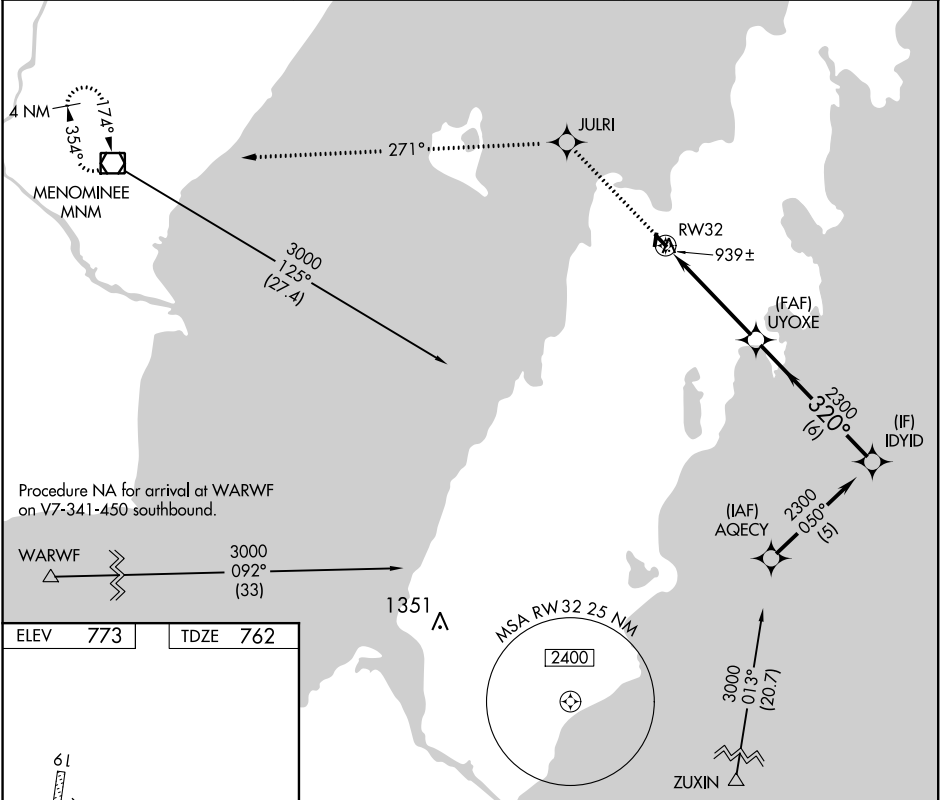 4 NM
174°
354°
MENOMINEE
MNM
271°
JULRI
RW32
939±
3000
125°
(27.4)
(FAF)
UYOXE
2300
320°
(6)
(IF)
IDYID
Procedure NA for arrival at WARWF
on V7-341-450 southbound.
WARWF
3000
092°
(33)
2300
050°
(5)
(IAF)
AQECY
1351
MSA RW32 25 NM
2400
3000
013°
(20.7)
ZUXIN
ELEV 773
TDZE 762
19